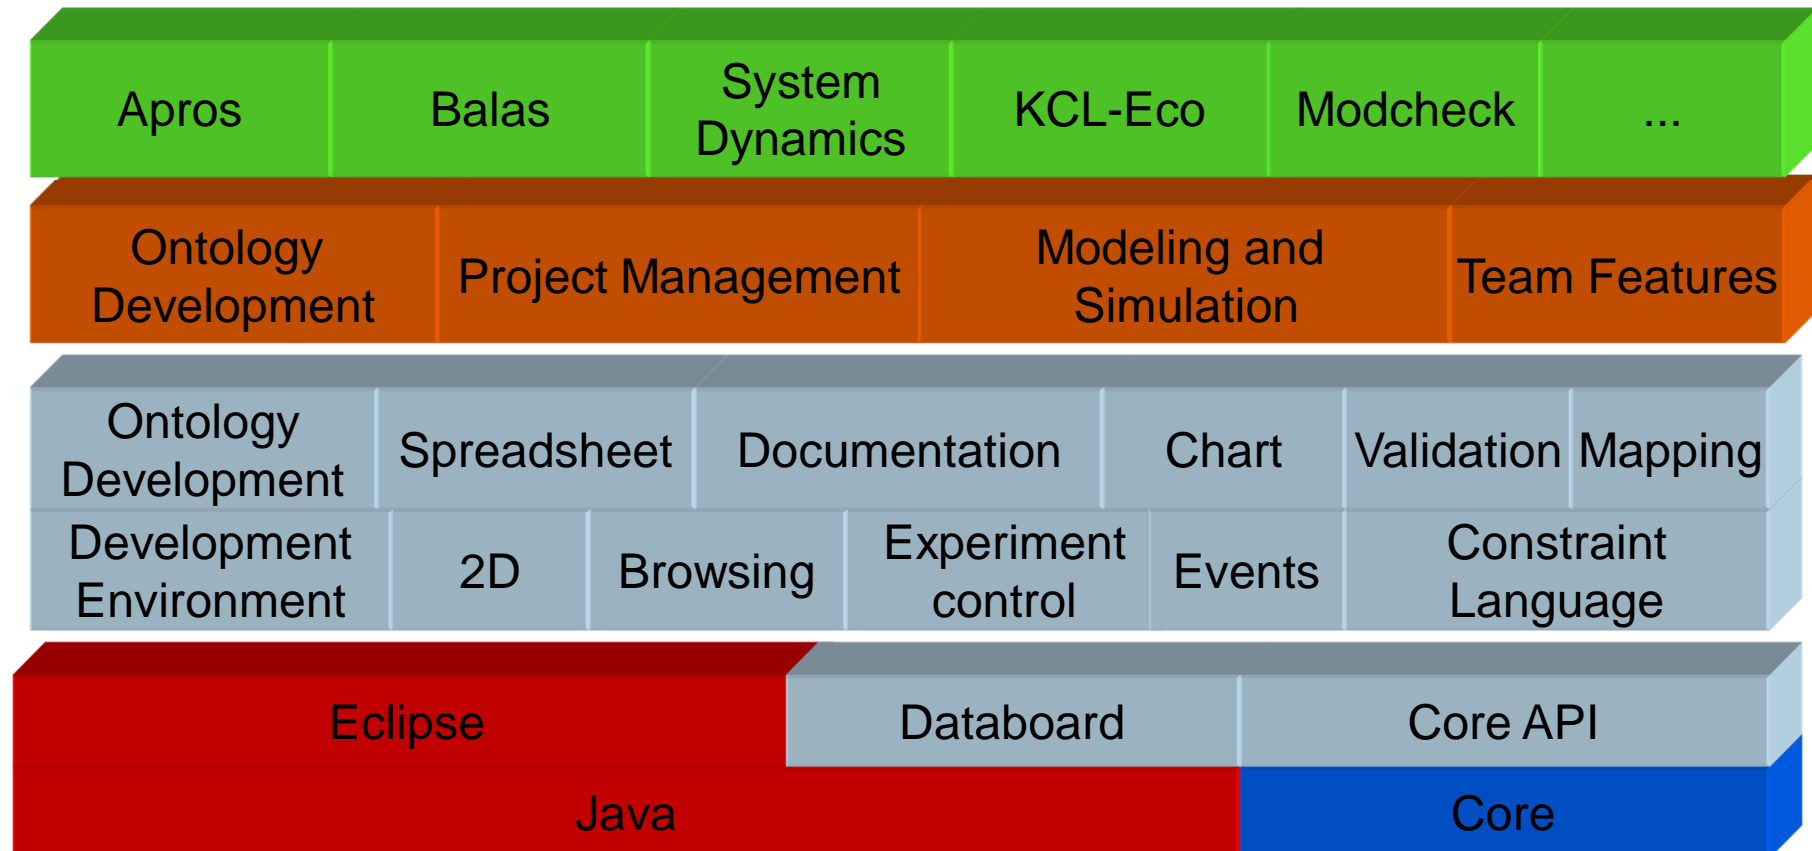 Apros
Balas
System
Dynamics
KCL-Eco
Modcheck
...
Ontology
Development
Project Management
Modeling and
Simulation
Team Features
Ontology
Development
Spreadsheet
Documentation
Chart
Validation
Mapping
Development
Environment
2D
Browsing
Experiment
control
Events
Constraint
Language
Eclipse
Databoard
Core API
Java
Core